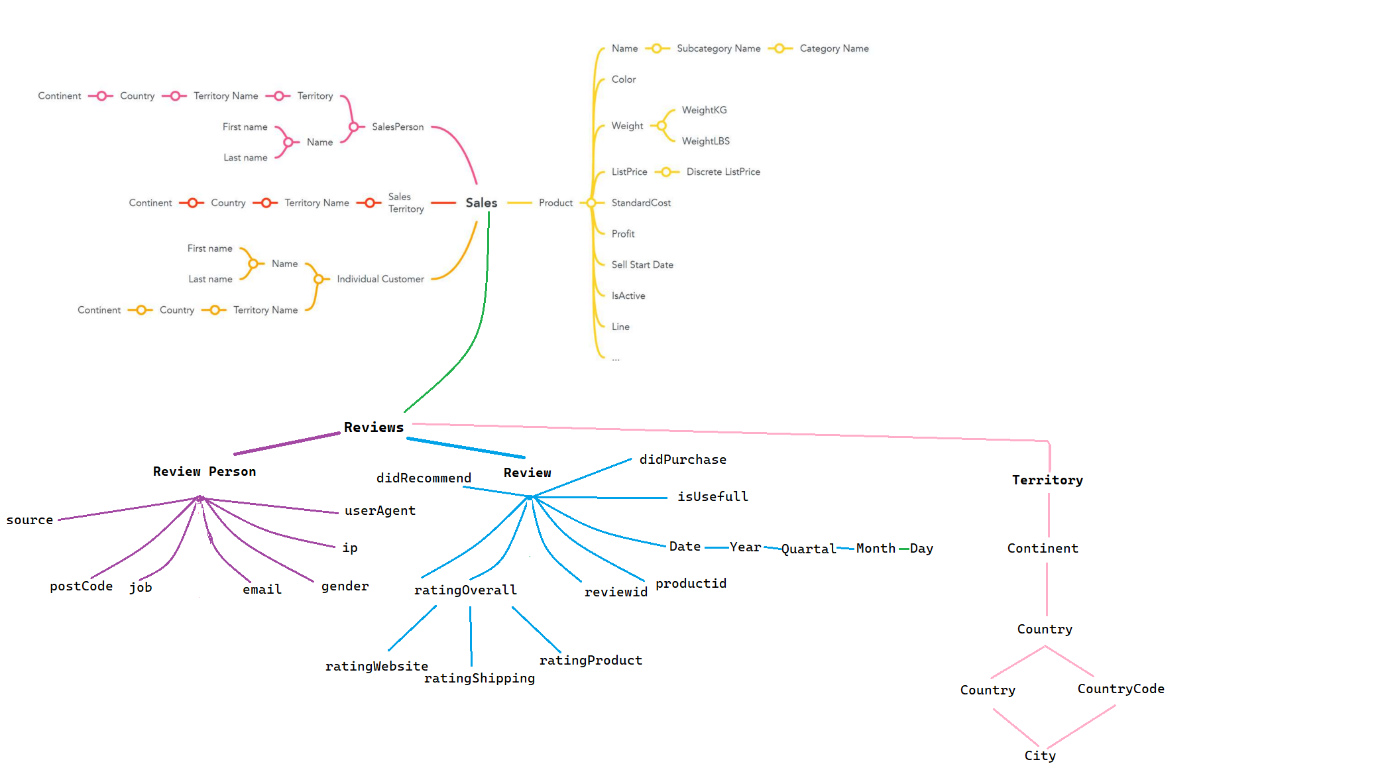 Name
Subcategory Name
Category Name
Color
Continent
Country
Territory Name
Territory
WeightKG
First name
SalesPerson
Weight
Name
WeightLBS
Last name
ListPrice
Discrete ListPrice
Continent
Country
Territory Name
Sales
Territory
Sales
Product
StandardCost
Profit
First name
Name
Sell Start Date
Last name
Individual Customer
IsActive
Continent
Country
Territory Name
Line
...
Reviews
Review Person
didRecommend
Review
didPurchase
Territory
isUsefull
source
userAgent
ip
Date
Year
Quartal
Month
Day
Continent
postCode
job
email
gender
ratingOverall
reviewid
productid
Country
ratingWebsite
ratingShipping
ratingProduct
Country
CountryCode
City